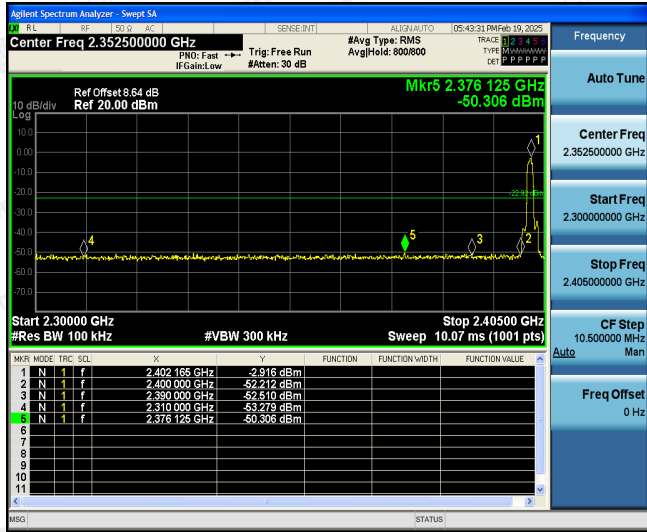 Agilent Spectrum Analyzer - Swept SA
LXI RL RF 50 Ω AC SENSE:INT ALIGN AUTO 05:43:31 PM Feb 19, 2025
Center Freq 2.352500000 GHz
PNO: Fast
IFGain:Low
Trig: Free Run
#Atten: 30 dB
#Avg Type: RMS
Avg|Hold: 800/800
TRACE 1 2 3 4 5 6
TYPE M
DET P P P P P P
Frequency
Mkr5 2.376 125 GHz
-50.306 dBm
Ref Offset 8.64 dB
Ref 20.00 dBm
10 dB/div
Log
10.0
0.00
-10.0
-20.0
-30.0
-40.0
-50.0
-60.0
-70.0
-22.92 dBm
1
2
3
4
5
Start 2.30000 GHz
Stop 2.40500 GHz
#Res BW 100 kHz
#VBW 300 kHz
Sweep 10.07 ms (1001 pts)
MKR MODE TRC SCL X Y FUNCTION FUNCTION WIDTH FUNCTION VALUE
1 N 1 f 2.402 165 GHz -2.916 dBm
2 N 1 f 2.400 000 GHz -52.212 dBm
3 N 1 f 2.390 000 GHz -52.510 dBm
4 N 1 f 2.310 000 GHz -53.279 dBm
5 N 1 f 2.376 125 GHz -50.306 dBm
6
7
8
9
10
11
MSG
STATUS
Auto Tune
Center Freq
2.352500000 GHz
Start Freq
2.300000000 GHz
Stop Freq
2.405000000 GHz
CF Step
10.500000 MHz
Auto Man
Freq Offset
0 Hz